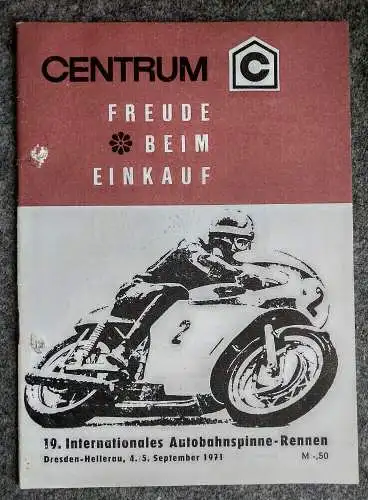 CENTRUM C
FREUDE
BEIM
EINKAUF
2
2
19. Internationales Autobahnspinne-Rennen
Dresden-Hellerau, 4. 5. September 1971
M -,50